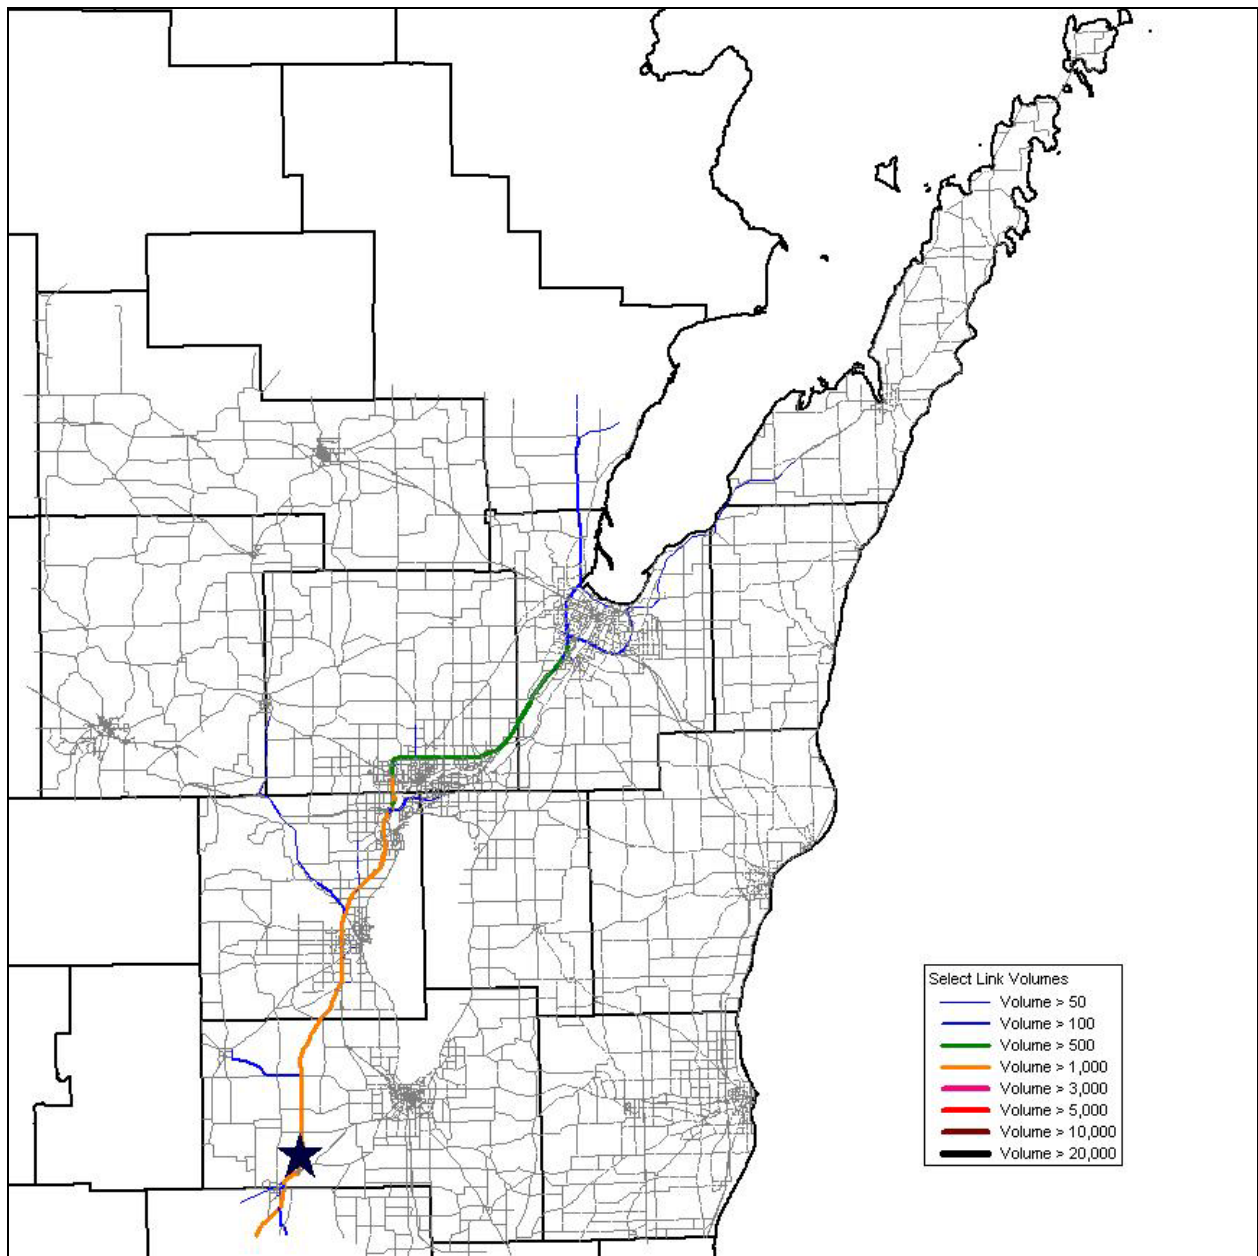 Select Link Volumes
Volume > 50
Volume > 100
Volume > 500
Volume > 1,000
Volume > 3,000
Volume > 5,000
Volume > 10,000
Volume > 20,000